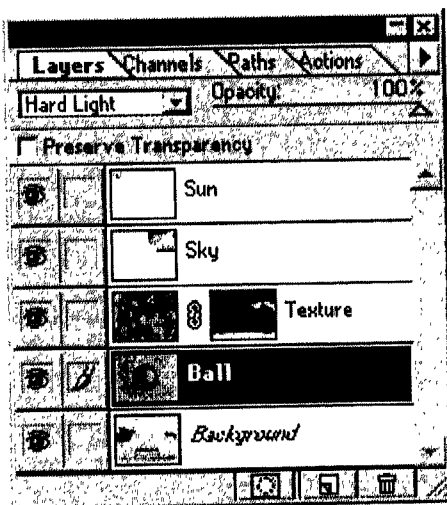 Layers Channels Paths Actions
Hard Light Opacity: 100%
Preserve Transparency
Sun
Sky
Texture
Ball
Background